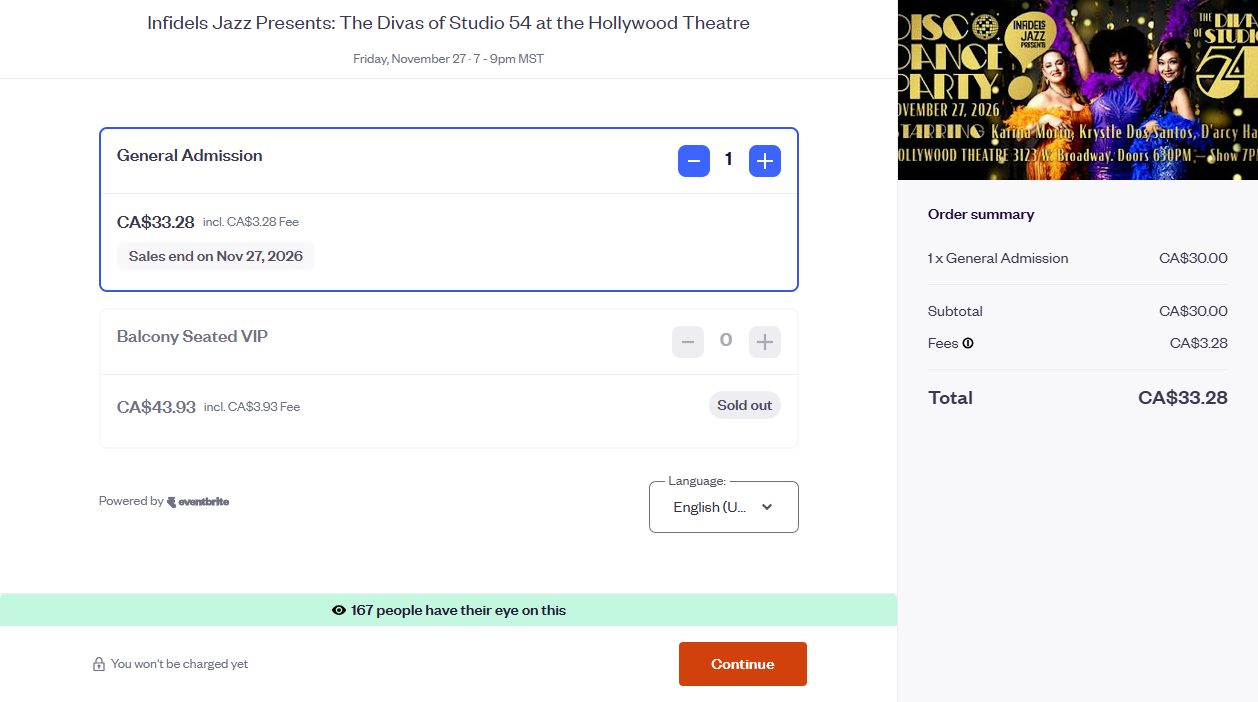 Infidels Jazz Presents: The Divas of Studio 54 at the Hollywood Theatre
Friday, November 27 · 7 - 9pm MST
General Admission
1
CA$33.28 incl. CA$3.28 Fee
Sales end on Nov 27, 2026
Balcony Seated VIP
0
CA$43.93 incl. CA$3.93 Fee
Sold out
Powered by eventbrite
Language:
English (U...
167 people have their eye on this
You won't be charged yet
Continue
DISCO
DANCE
PARTY
INFIDELS
JAZZ
PRESENTS
THE DIVA
OF STUDIO
54
OVEMBER 27, 2026
TARRING Karina Morin, Krystle Dos Santos, D'arcy Ha
OLLYWOOD THEATRE 3123 W. Broadway. Doors 630PM - Show 7P
Order summary
1 x General Admission CA$30.00
Subtotal CA$30.00
Fees CA$3.28
Total CA$33.28